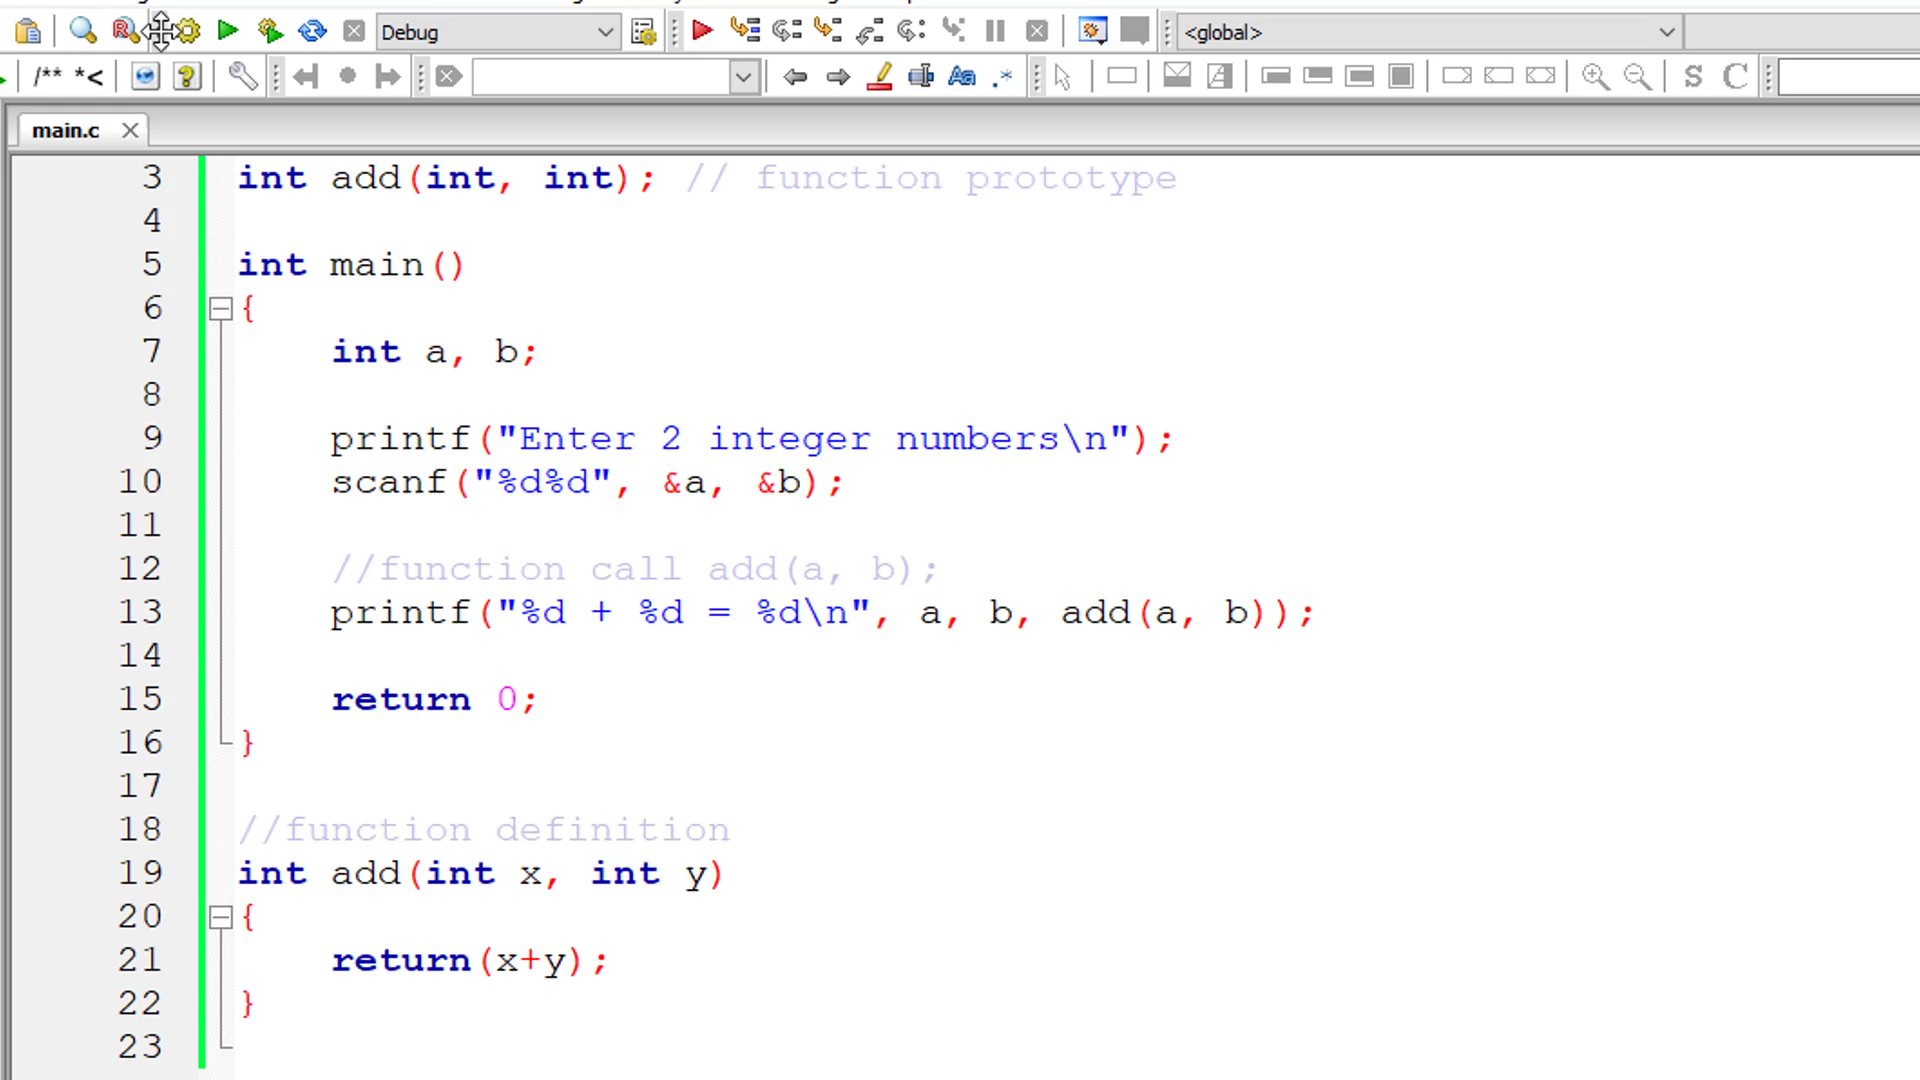 Debug
<global>
/** *<
S C
main.c
3 int add(int, int); // function prototype
4
5 int main()
6 {
7 int a, b;
8
9 printf("Enter 2 integer numbers\n");
10 scanf("%d%d", &a, &b);
11
12 //function call add(a, b);
13 printf("%d + %d = %d\n", a, b, add(a, b));
14
15 return 0;
16 }
17
18 //function definition
19 int add(int x, int y)
20 {
21 return(x+y);
22 }
23